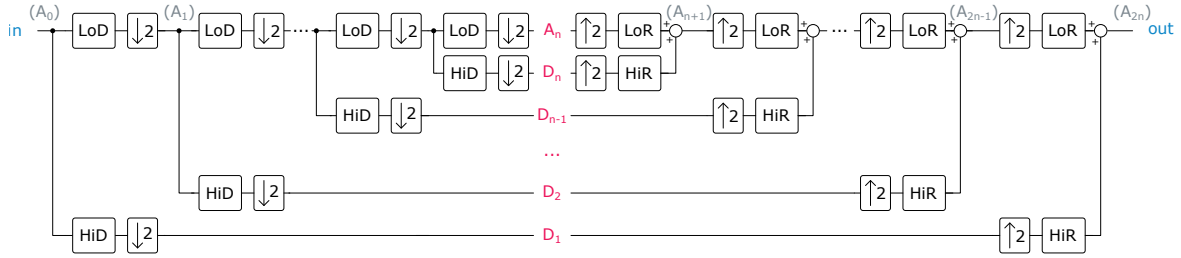 (A0) (A1) (An+1) (A2n-1) (A2n)
in LoD ↓2 LoD ↓2 ... LoD ↓2 LoD ↓2 An ↑2 LoR + + ↑2 LoR + + ... ↑2 LoR + + ↑2 LoR + + out
HiD ↓2 Dn ↑2 HiR
HiD ↓2 Dn-1 ↑2 HiR
...
HiD ↓2 D2 ↑2 HiR
HiD ↓2 D1 ↑2 HiR